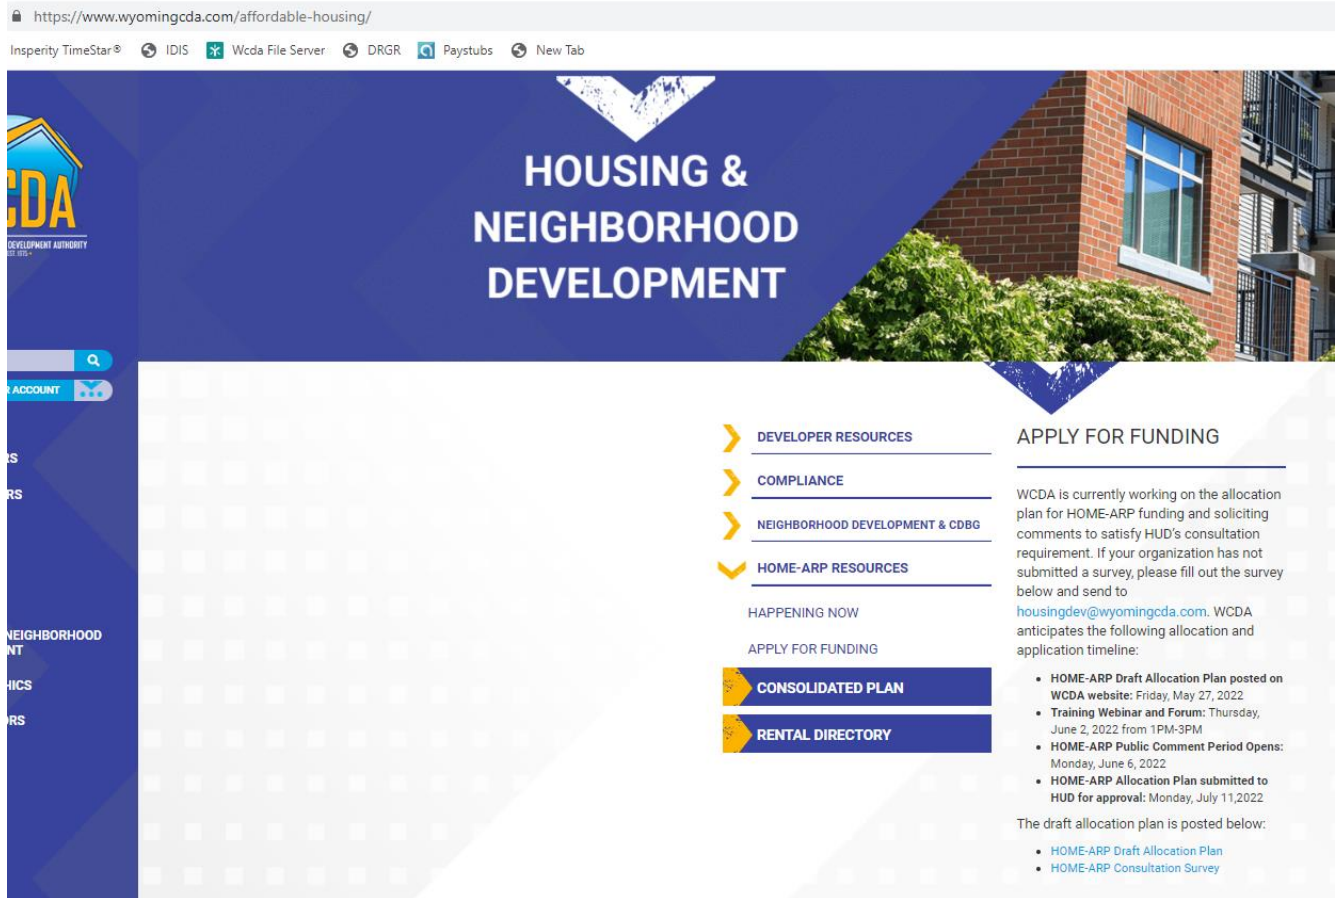 https://www.wyomingcda.com/affordable-housing/
Insperity TimeStar® IDIS Wcda File Server DRGR Paystubs New Tab
HOUSING &
NEIGHBORHOOD
DEVELOPMENT
CDA
DEVELOPMENT AUTHORITY
ACCOUNT
RS
NEIGHBORHOOD
NT
HICS
ORS
DEVELOPER RESOURCES
COMPLIANCE
NEIGHBORHOOD DEVELOPMENT & CDBG
HOME-ARP RESOURCES
HAPPENING NOW
APPLY FOR FUNDING
CONSOLIDATED PLAN
RENTAL DIRECTORY
APPLY FOR FUNDING
WCDA is currently working on the allocation
plan for HOME-ARP funding and soliciting
comments to satisfy HUD's consultation
requirement. If your organization has not
submitted a survey, please fill out the survey
below and send to
housingdev@wyomingcda.com. WCDA
anticipates the following allocation and
application timeline:
• HOME-ARP Draft Allocation Plan posted on
WCDA website: Friday, May 27, 2022
• Training Webinar and Forum: Thursday,
June 2, 2022 from 1PM-3PM
• HOME-ARP Public Comment Period Opens:
Monday, June 6, 2022
• HOME-ARP Allocation Plan submitted to
HUD for approval: Monday, July 11,2022
The draft allocation plan is posted below:
• HOME-ARP Draft Allocation Plan
• HOME-ARP Consultation Survey